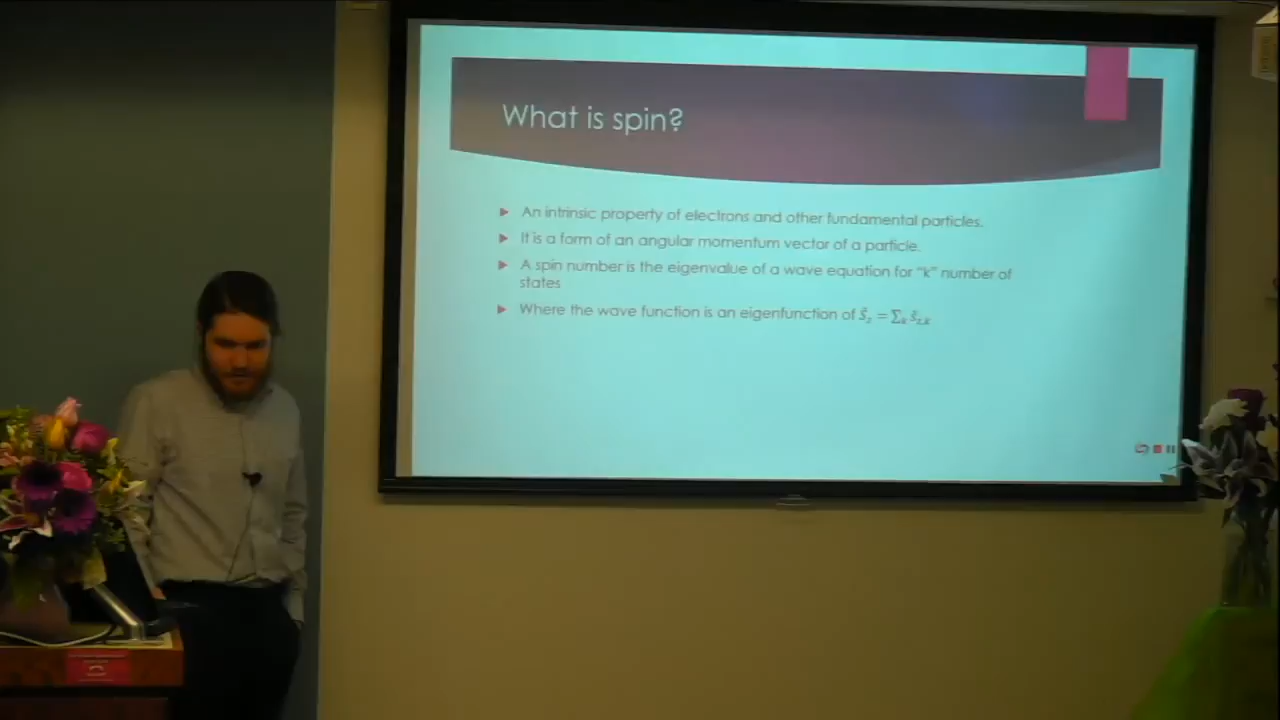 What is spin?
An intrinsic property of electrons and other fundamental particles.
It is a form of an angular momentum vector of a particle.
A spin number is the eigenvalue of a wave equation for "k" number of
states
Where the wave function is an eigenfunction of Ŝ_z = ∑_k ŝ_{z,k}